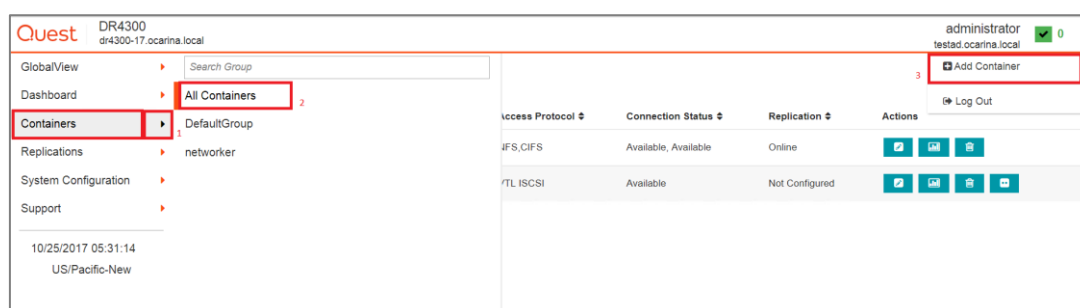 Quest
DR4300
dr4300-17.ocarina.local
administrator
testad.ocarina.local
0
GlobalView
Dashboard
Containers
1
Replications
System Configuration
Support
10/25/2017 05:31:14
US/Pacific-New
Search Group
All Containers
2
DefaultGroup
networker
3
Add Container
Log Out
Access Protocol Connection Status Replication Actions
NFS,CIFS Available, Available Online
VTL ISCSI Available Not Configured